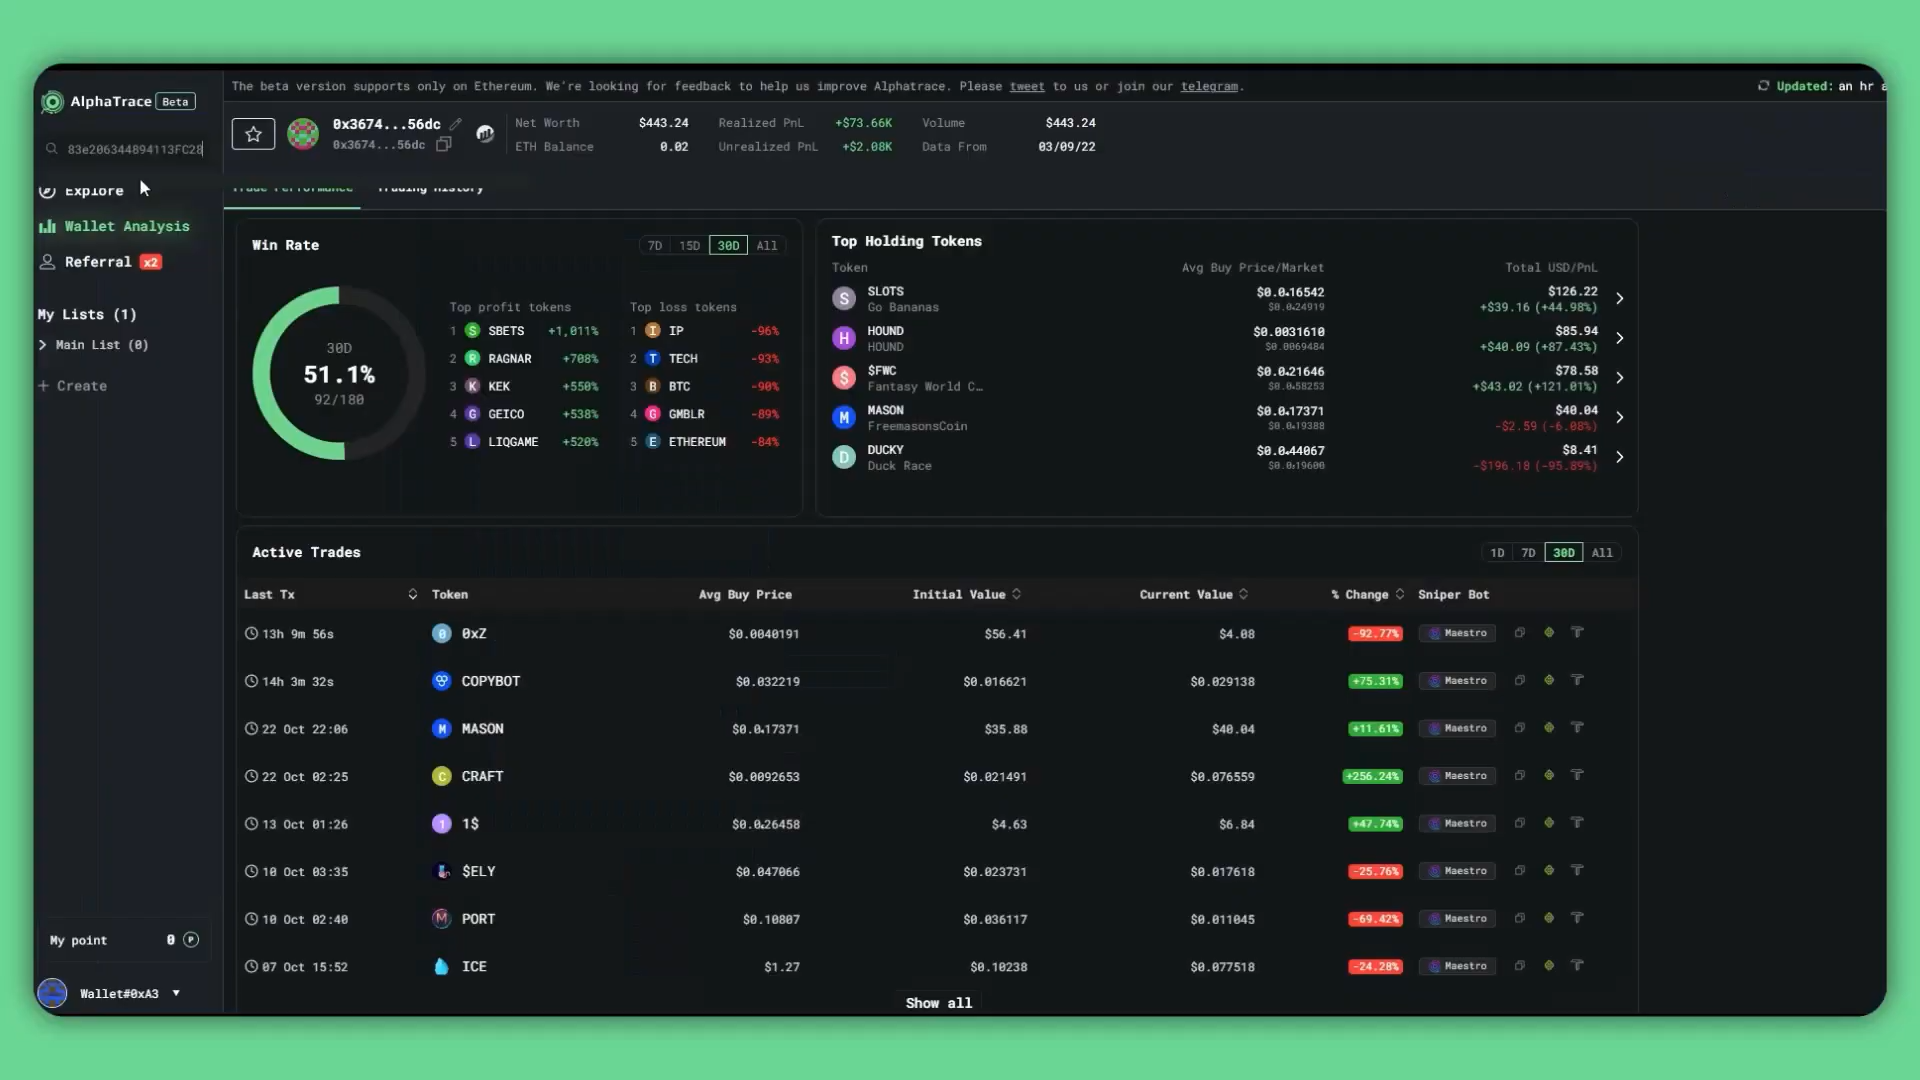 AlphaTrace Beta
The beta version supports only on Ethereum. We're looking for feedback to help us improve Alphatrace. Please tweet to us or join our telegram.
Updated: an hr a
83e206344894113FC28
0x3674...56dc
0x3674...56dc
Net Worth $443.24
ETH Balance 0.02
Realized PnL +$73.66K
Unrealized PnL +$2.08K
Volume $443.24
Data From 03/09/22
Explore
Wallet Analysis
Referral x2
My Lists (1)
Main List (0)
+ Create
My point 0 P
Wallet#0xA3
Trade Performance Trading History
Win Rate
7D 15D 30D All
30D
51.1%
92/180
Top profit tokens
1 S SBETS +1,011%
2 R RAGNAR +708%
3 K KEK +550%
4 G GEICO +538%
5 L LIQGAME +520%
Top loss tokens
1 I IP -96%
2 T TECH -93%
3 B BTC -90%
4 G GMBLR -89%
5 E ETHEREUM -84%
Top Holding Tokens
Token Avg Buy Price/Market Total USD/PnL
S SLOTS $0.0₄16542 $126.22
Go Bananas $0.0₄24919 +$39.16 (+44.98%)
H HOUND $0.0031610 $85.94
HOUND $0.0069484 +$40.09 (+87.43%)
$ $FWC $78.58
Fantasy World C… +$43.02 (+121.01%)
M MASON $40.04
FreemasonsCoin -$2.59 (-6.08%)
D DUCKY $8.41
Duck Race -$196.18 (-95.89%)
Active Trades
1D 7D 30D All
Last Tx Token Avg Buy Price Initial Value Current Value % Change Sniper Bot
13h 9m 56s 0xZ $0.0040191 $56.41 $4.08 -92.77% Maestro
14h 3m 32s COPYBOT $0.032219 $0.016621 $0.029138 +75.31% Maestro
22 Oct 22:06 M MASON $35.88 $40.04 +11.61% Maestro
22 Oct 02:25 C CRAFT $0.0092653 $0.021491 $0.076559 +256.24% Maestro
13 Oct 01:26 1 1$ $4.63 $6.84 +47.74% Maestro
10 Oct 03:35 $ELY $0.047066 $0.023731 $0.017618 -25.76% Maestro
10 Oct 02:40 PORT $0.10807 $0.036117 $0.011045 -69.42% Maestro
07 Oct 15:52 ICE $1.27 $0.10238 $0.077518 -24.28% Maestro
Show all